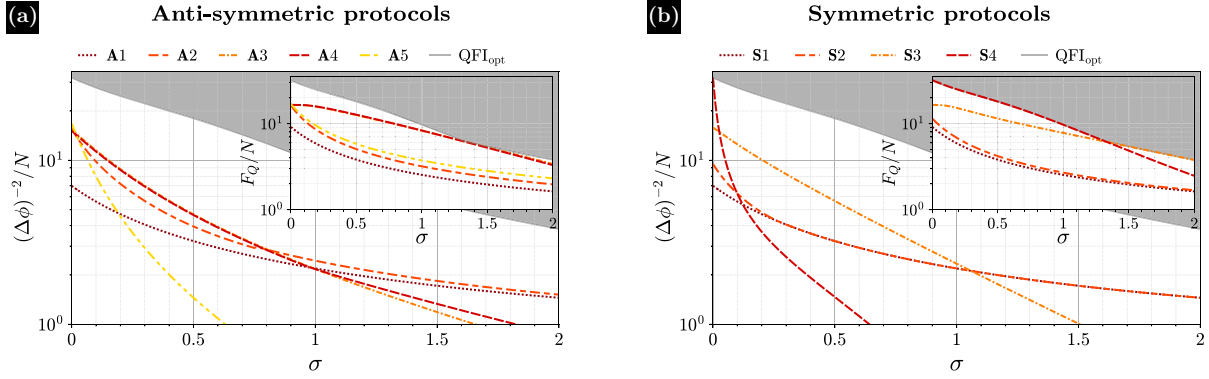 (a) Anti-symmetric protocols
A1 A2 A3 A4 A5 QFI_opt
(Δϕ)^{-2}/N
10^1
10^0
0 0.5 1 1.5 2
σ
F_Q/N
10^1
10^0
0 0.5 1 1.5 2
σ
(b) Symmetric protocols
S1 S2 S3 S4 QFI_opt
(Δϕ)^{-2}/N
10^1
10^0
0 0.5 1 1.5 2
σ
F_Q/N
10^1
10^0
0 0.5 1 1.5 2
σ